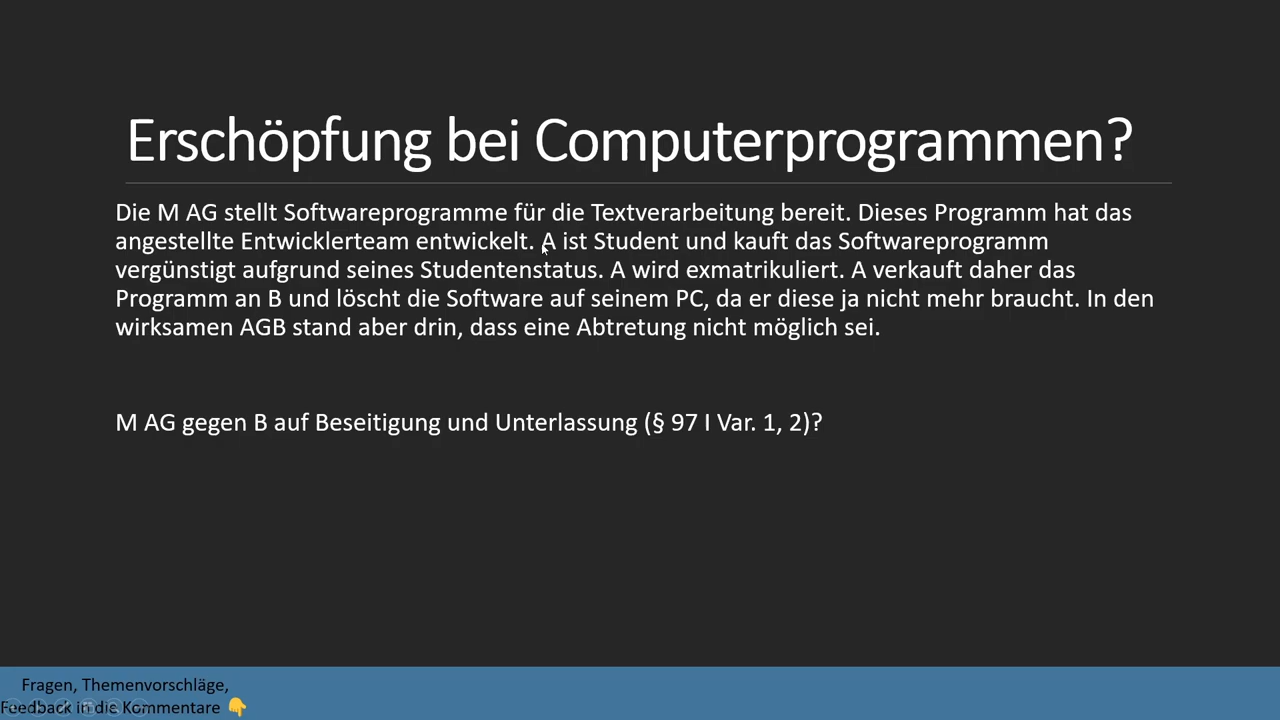 Erschöpfung bei Computerprogrammen?
Die M AG stellt Softwareprogramme für die Textverarbeitung bereit. Dieses Programm hat das
angestellte Entwicklerteam entwickelt. A ist Student und kauft das Softwareprogramm
vergünstigt aufgrund seines Studentenstatus. A wird exmatrikuliert. A verkauft daher das
Programm an B und löscht die Software auf seinem PC, da er diese ja nicht mehr braucht. In den
wirksamen AGB stand aber drin, dass eine Abtretung nicht möglich sei.
M AG gegen B auf Beseitigung und Unterlassung (§ 97 I Var. 1, 2)?
Fragen, Themenvorschläge,
Feedback in die Kommentare 👇